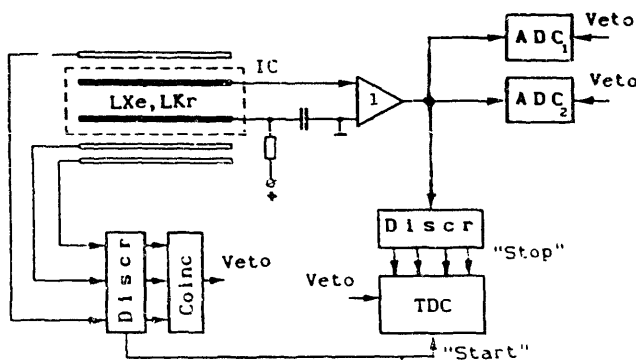 Veto
ADC1
IC
Veto
LXe, LKr
1
ADC2
Discr
"Stop"
Veto
Veto
Discr
Coinc
TDC
"Start"